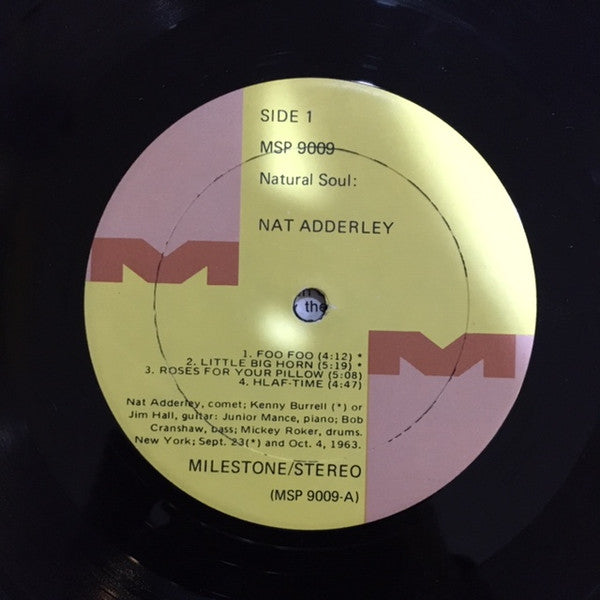 SIDE 1
MSP 9009
Natural Soul:
NAT ADDERLEY
the
1. FOO FOO (4:12) *
2. LITTLE BIG HORN (5:19) *
3. ROSES FOR YOUR PILLOW (5:08)
4. HLAF-TIME (4:47)
Nat Adderley, comet; Kenny Burrell (*) or
Jim Hall, guitar: Junior Mance, piano; Bob
Cranshaw, bass; Mickey Roker, drums.
New York; Sept. 23(*) and Oct. 4, 1963.
MILESTONE/STEREO
(MSP 9009-A)